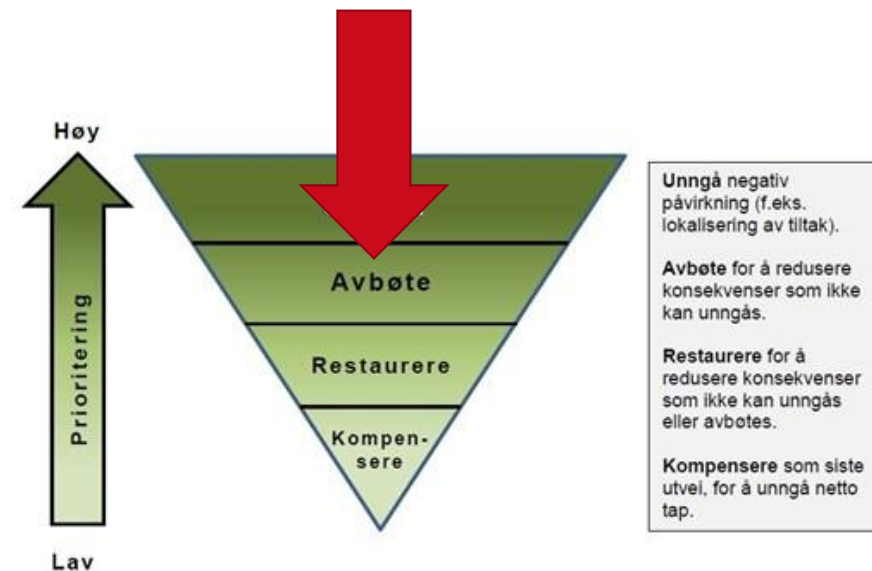 Høy
Prioritering
Lav
Avbøte
Restaurere
Kompen-
sere
Unngå negativ
påvirkning (f.eks.
lokalisering av tiltak).
Avbøte for å redusere
konsekvenser som ikke
kan unngås.
Restaurere for å
redusere konsekvenser
som ikke kan unngås
eller avbøtes.
Kompensere som siste
utvei, for å unngå netto
tap.